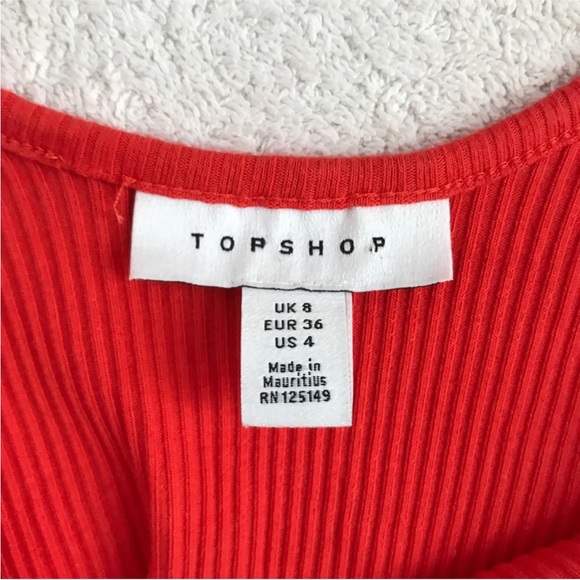 TOPSHOP
UK 8
EUR 36
US 4
Made in
Mauritius
RN125149